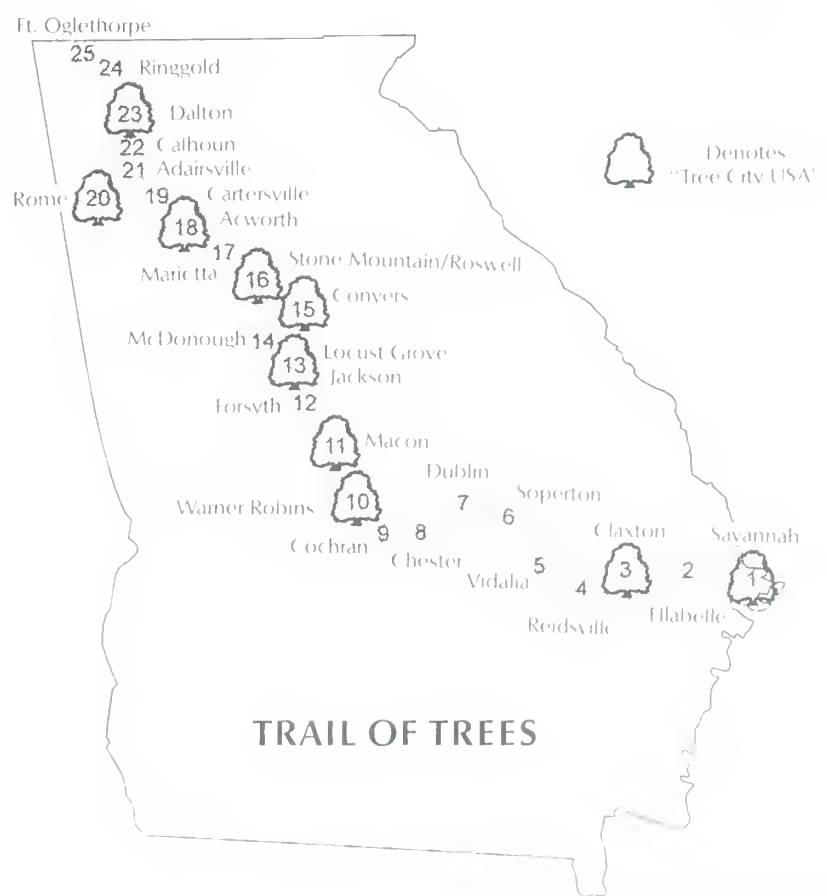 Ft. Oglethorpe
25
24 Ringgold
23 Dalton
22 Calhoun
21 Adairsville
Rome 20
19 Cartersville
18 Acworth
17
Marietta
16 Stone Mountain/Roswell
15 Conyers
McDonough 14
13 Locust Grove
Jackson
Forsyth 12
11 Macon
Warner Robins 10
Cochran 9
8
Chester
Dublin
7
Soperton
6
Vidalia 5
4
Reidsville
Claxton
3
2
Ellabelle
Savannah
1
Denotes
"Tree City USA"
TRAIL OF TREES